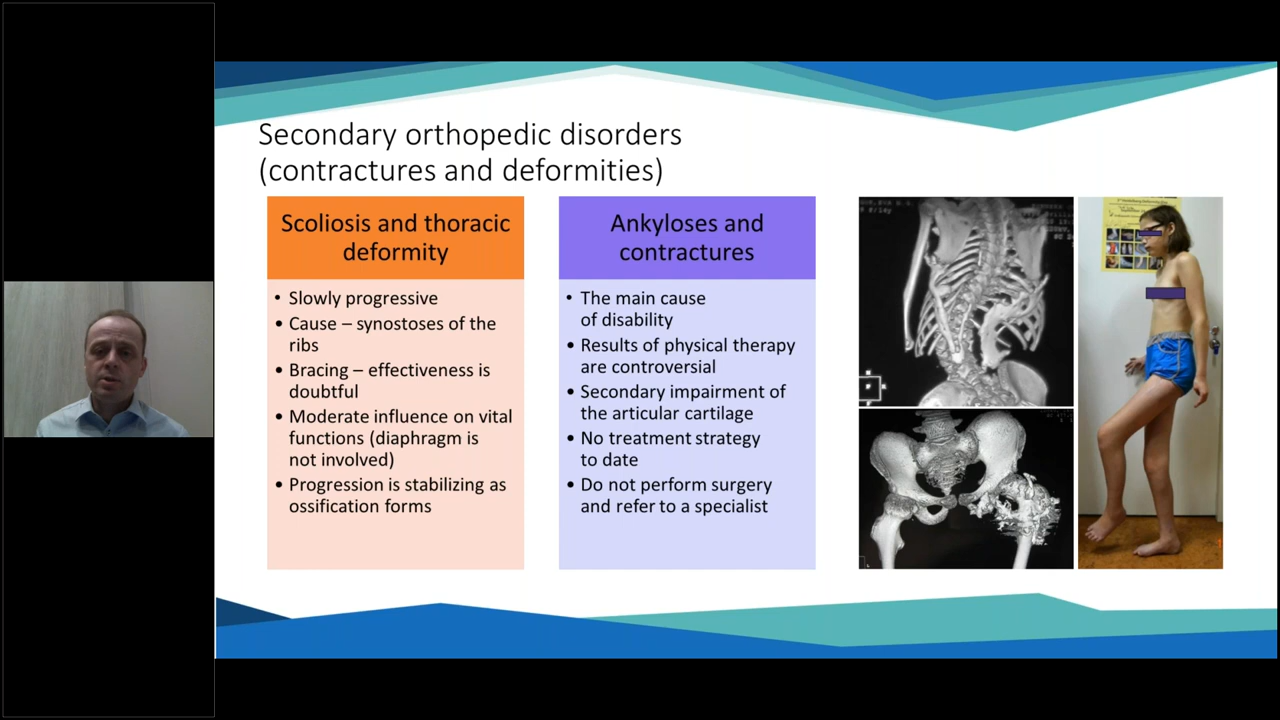 Secondary orthopedic disorders
(contractures and deformities)
Scoliosis and thoracic
deformity
• Slowly progressive
• Cause – synostoses of the
ribs
• Bracing – effectiveness is
doubtful
• Moderate influence on vital
functions (diaphragm is
not involved)
• Progression is stabilizing as
ossification forms
Ankyloses and
contractures
• The main cause
of disability
• Results of physical therapy
are controversial
• Secondary impairment of
the articular cartilage
• No treatment strategy
to date
• Do not perform surgery
and refer to a specialist